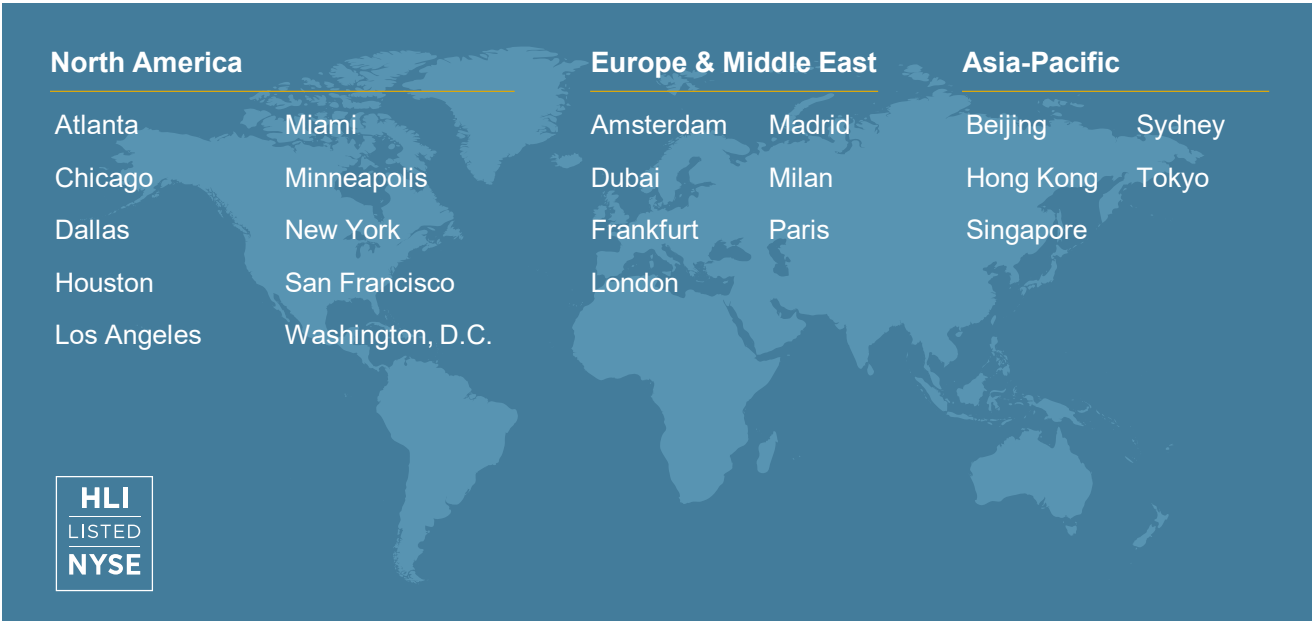 North America
Atlanta
Chicago
Dallas
Houston
Los Angeles
Miami
Minneapolis
New York
San Francisco
Washington, D.C.
Europe & Middle East
Amsterdam
Dubai
Frankfurt
London
Madrid
Milan
Paris
Asia-Pacific
Beijing
Hong Kong
Singapore
Sydney
Tokyo
HLI
LISTED
NYSE